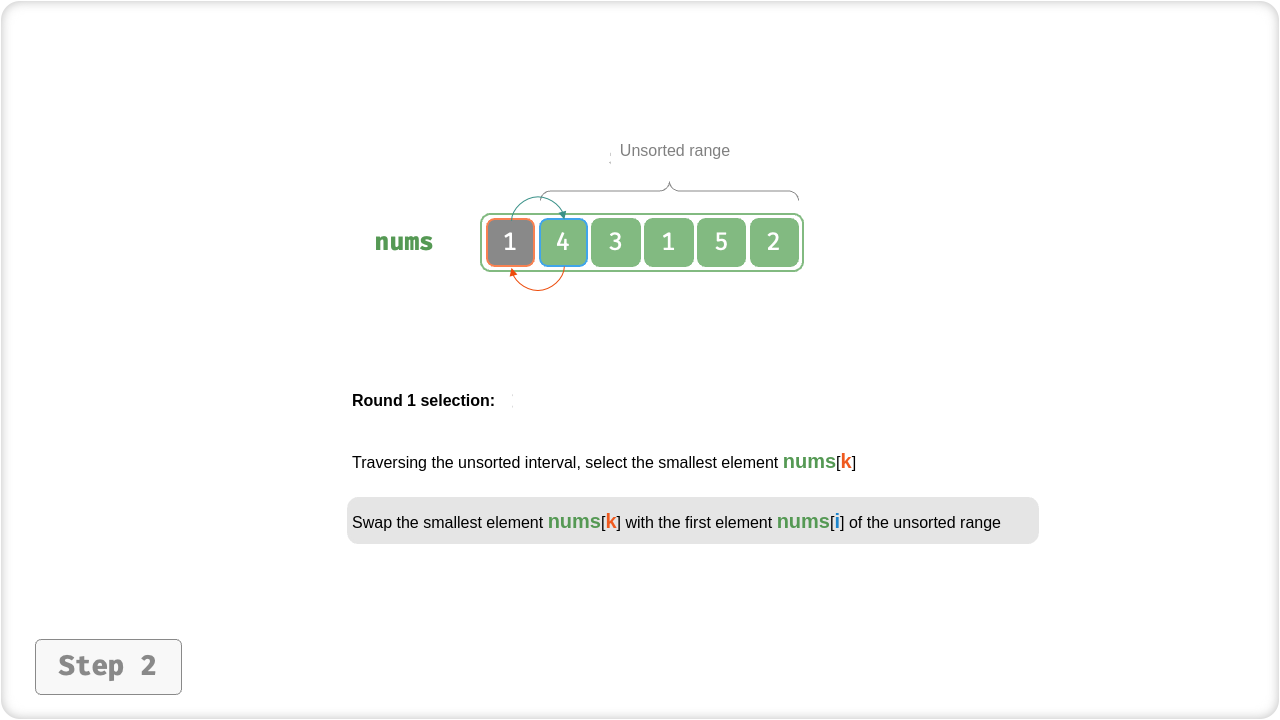 Unsorted range
nums 1 4 3 1 5 2
Round 1 selection:
Traversing the unsorted interval, select the smallest element nums[k]
Swap the smallest element nums[k] with the first element nums[i] of the unsorted range
Step 2